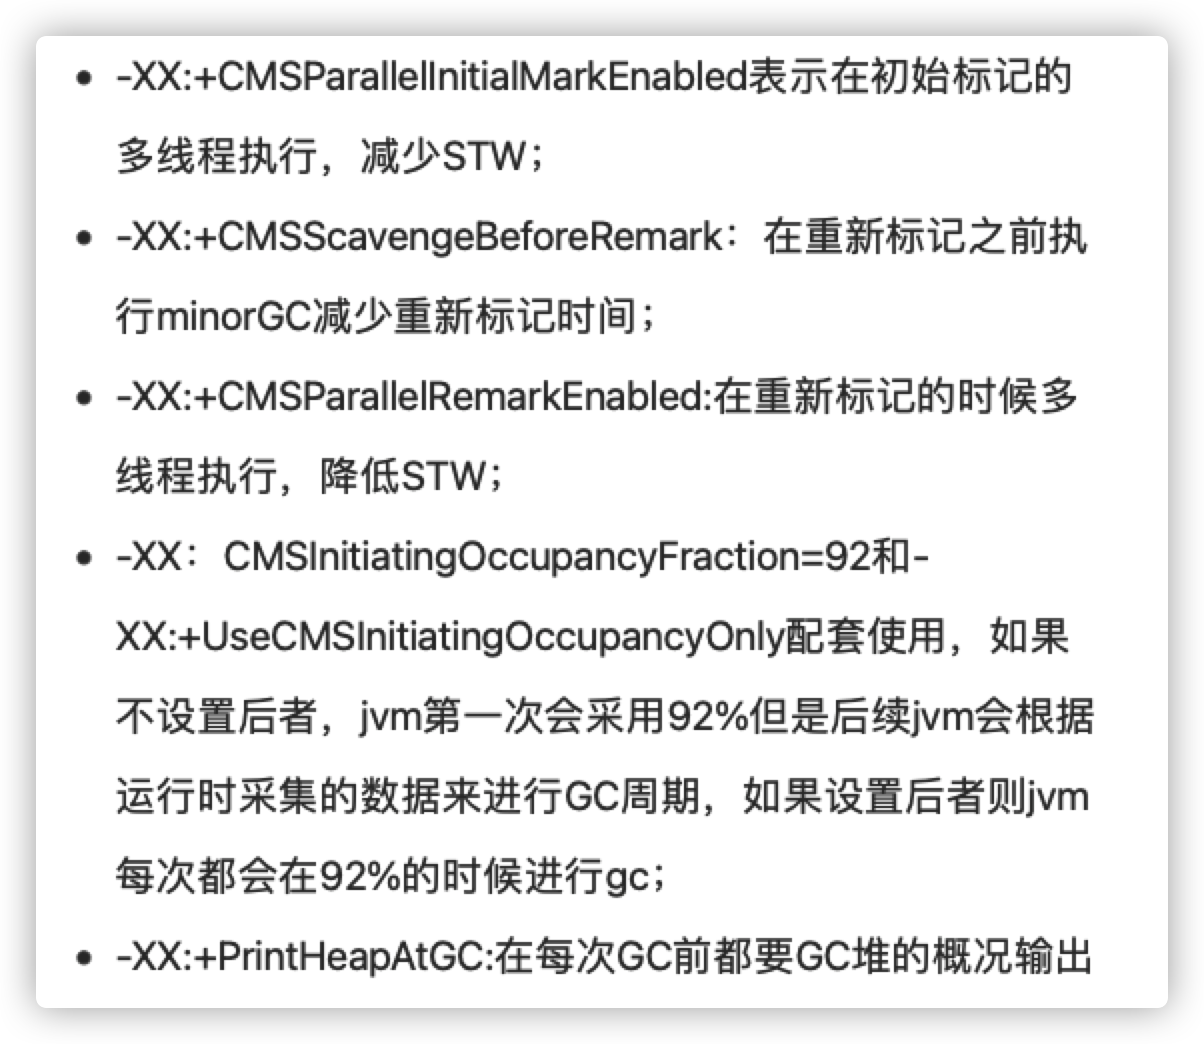 • -XX:+CMSParallelInitialMarkEnabled表示在初始标记的
多线程执行，减少STW；
• -XX:+CMSScavengeBeforeRemark：在重新标记之前执
行minorGC减少重新标记时间；
• -XX:+CMSParallelRemarkEnabled:在重新标记的时候多
线程执行，降低STW；
• -XX：CMSInitiatingOccupancyFraction=92和-
XX:+UseCMSInitiatingOccupancyOnly配套使用，如果
不设置后者，jvm第一次会采用92%但是后续jvm会根据
运行时采集的数据来进行GC周期，如果设置后者则jvm
每次都会在92%的时候进行gc；
• -XX:+PrintHeapAtGC:在每次GC前都要GC堆的概况输出